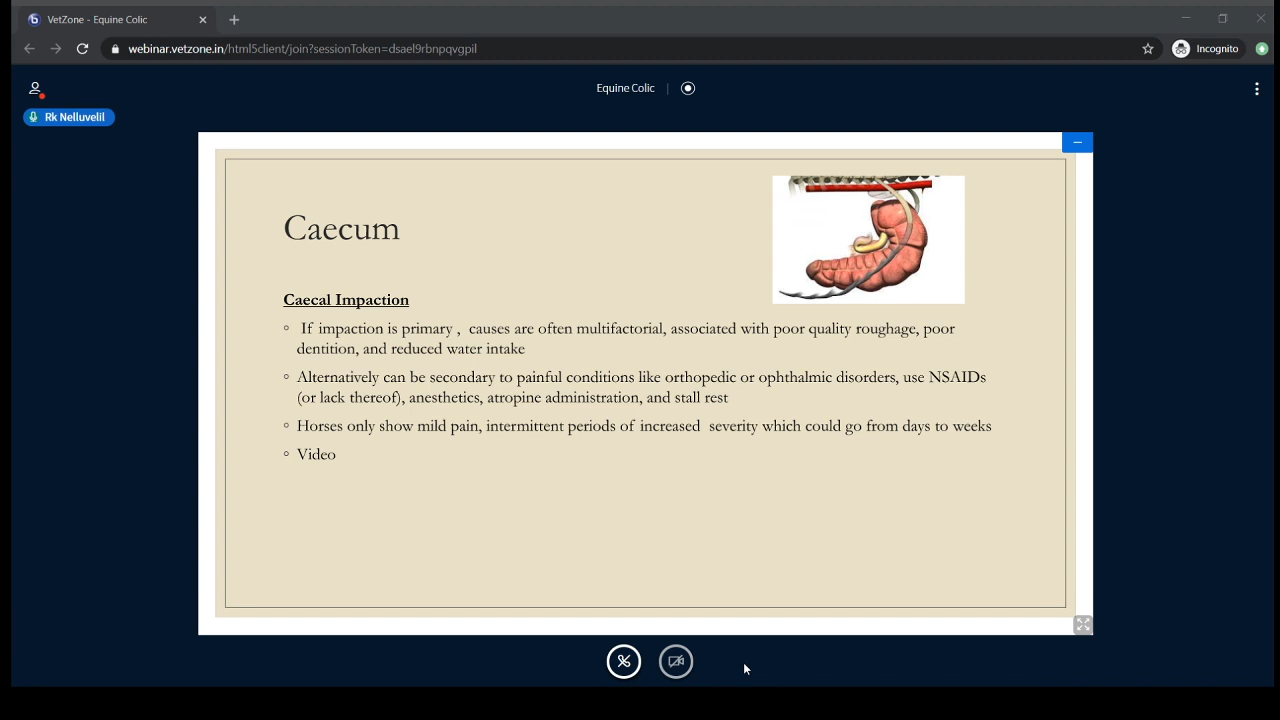 VetZone - Equine Colic
webinar.vetzone.in/html5client/join?sessionToken=dsael9rbnpqvgpil
Incognito
Equine Colic
Rk Nelluvelil
Caecum
Caecal Impaction
If impaction is primary , causes are often multifactorial, associated with poor quality roughage, poor
dentition, and reduced water intake
Alternatively can be secondary to painful conditions like orthopedic or ophthalmic disorders, use NSAIDs
(or lack thereof), anesthetics, atropine administration, and stall rest
Horses only show mild pain, intermittent periods of increased severity which could go from days to weeks
Video